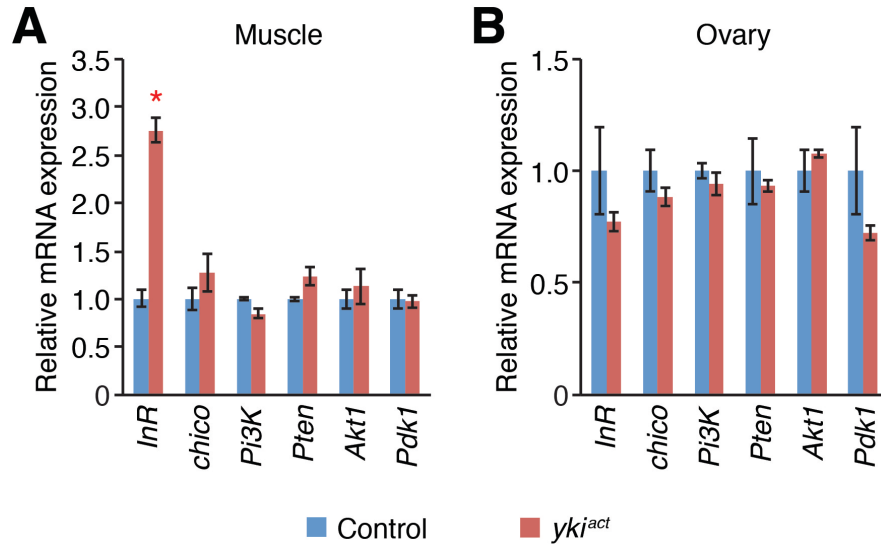 A
Muscle
Relative mRNA expression
3.5
3.0
2.5
2.0
1.5
1.0
0.5
0
*
InR
chico
Pi3K
Pten
Akt1
Pdk1
B
Ovary
Relative mRNA expression
1.5
1.0
0.5
0
InR
chico
Pi3K
Pten
Akt1
Pdk1
Control
yki^act